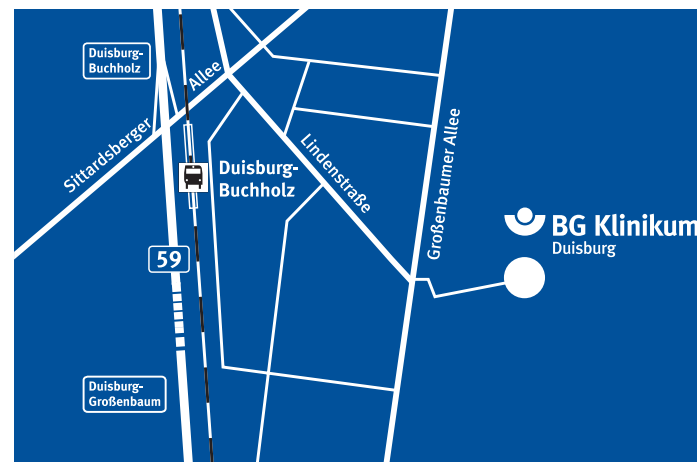 Duisburg-
Buchholz
Sittardsberger Allee
Duisburg-
Buchholz
Lindenstraße
Großenbaumer Allee
BG Klinikum
Duisburg
59
Duisburg-
Großenbaum